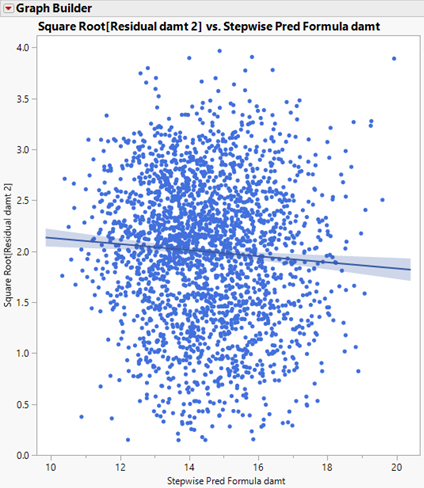 Graph Builder
Square Root[Residual damt 2] vs. Stepwise Pred Formula damt
4.0
3.5
3.0
2.5
2.0
1.5
1.0
0.5
0.0
Square Root[Residual damt 2]
10 12 14 16 18 20
Stepwise Pred Formula damt